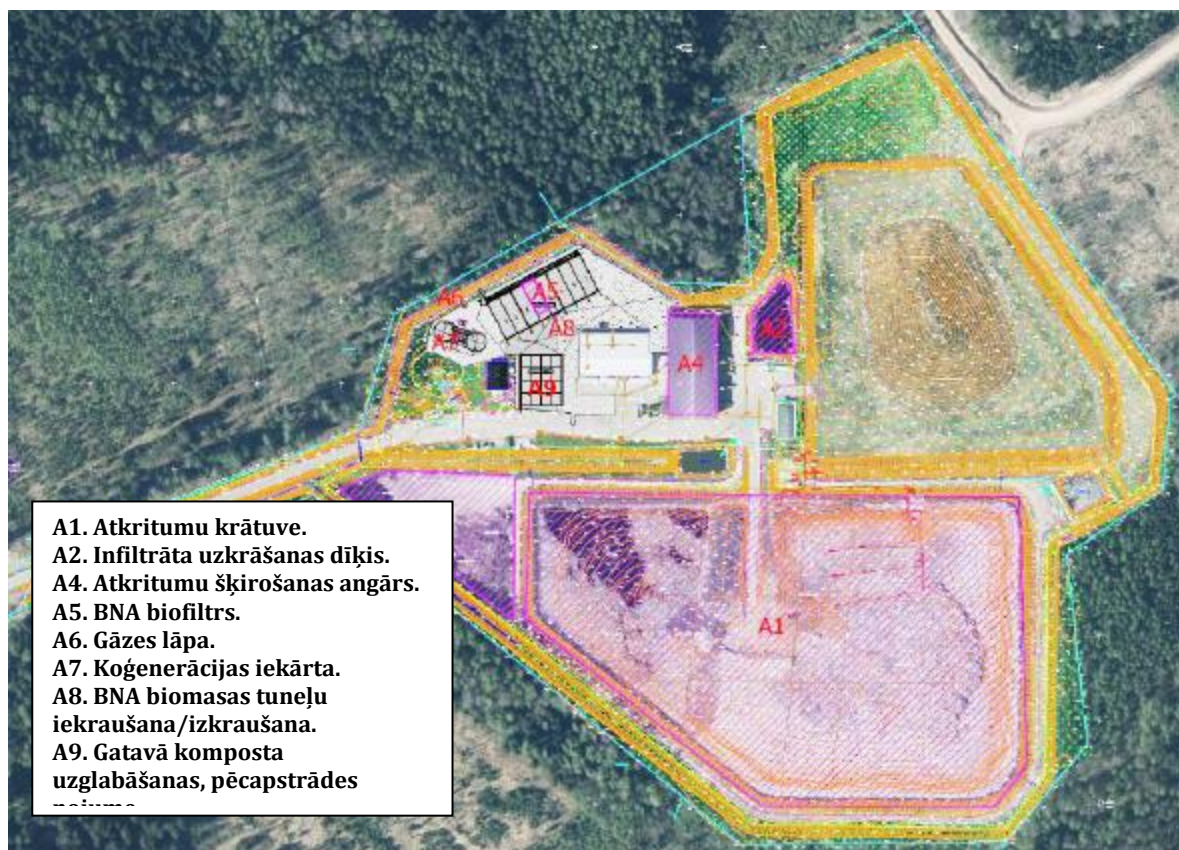 A6
A5
A8
A7
A2
A4
A9
A1
A1. Atkritumu krātuve.
A2. Infiltrāta uzkrāšanas dīķis.
A4. Atkritumu šķirošanas angārs.
A5. BNA biofiltrs.
A6. Gāzes lāpa.
A7. Koģenerācijas iekārta.
A8. BNA biomasas tuneļu
iekraušana/izkraušana.
A9. Gatavā komposta
uzglabāšanas, pēcapstrādes